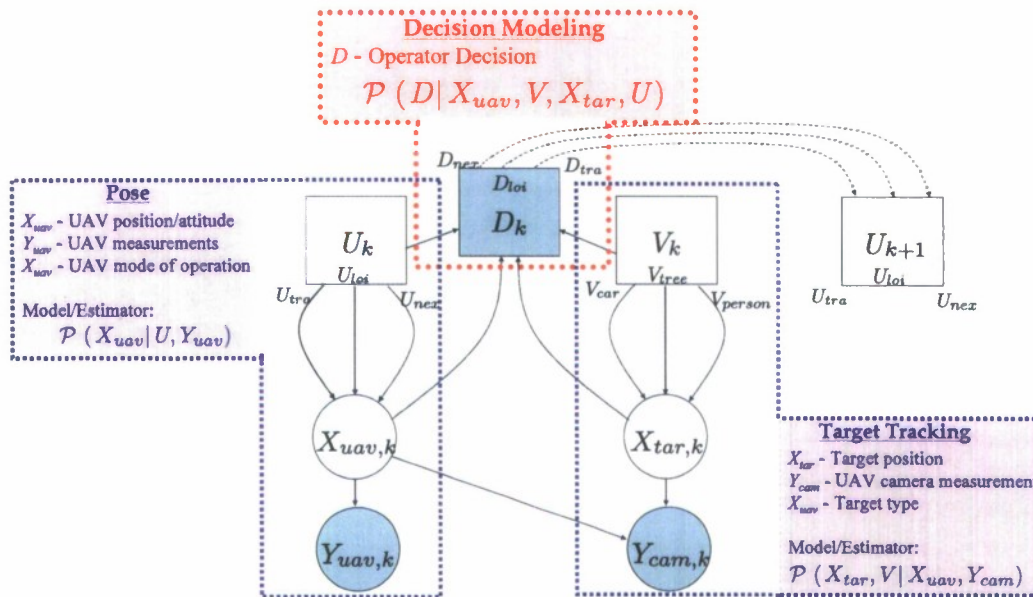 Decision Modeling
D - Operator Decision
P ( D| X_uav, V, X_tar, U)
D_nex
D_tra
D_loi
D_k
Pose
X_uav - UAV position/attitude
Y_uav - UAV measurements
X_uav - UAV mode of operation
Model/Estimator:
P ( X_uav| U, Y_uav)
U_k
U_loi
U_tra
U_nex
V_k
V_tree
V_car
V_person
U_k+1
U_loi
U_tra
U_nex
X_uav,k
X_tar,k
Y_uav,k
Y_cam,k
Target Tracking
X_tar - Target position
Y_cam - UAV camera measurement
X_uav - Target type
Model/Estimator:
P ( X_tar, V| X_uav, Y_cam)